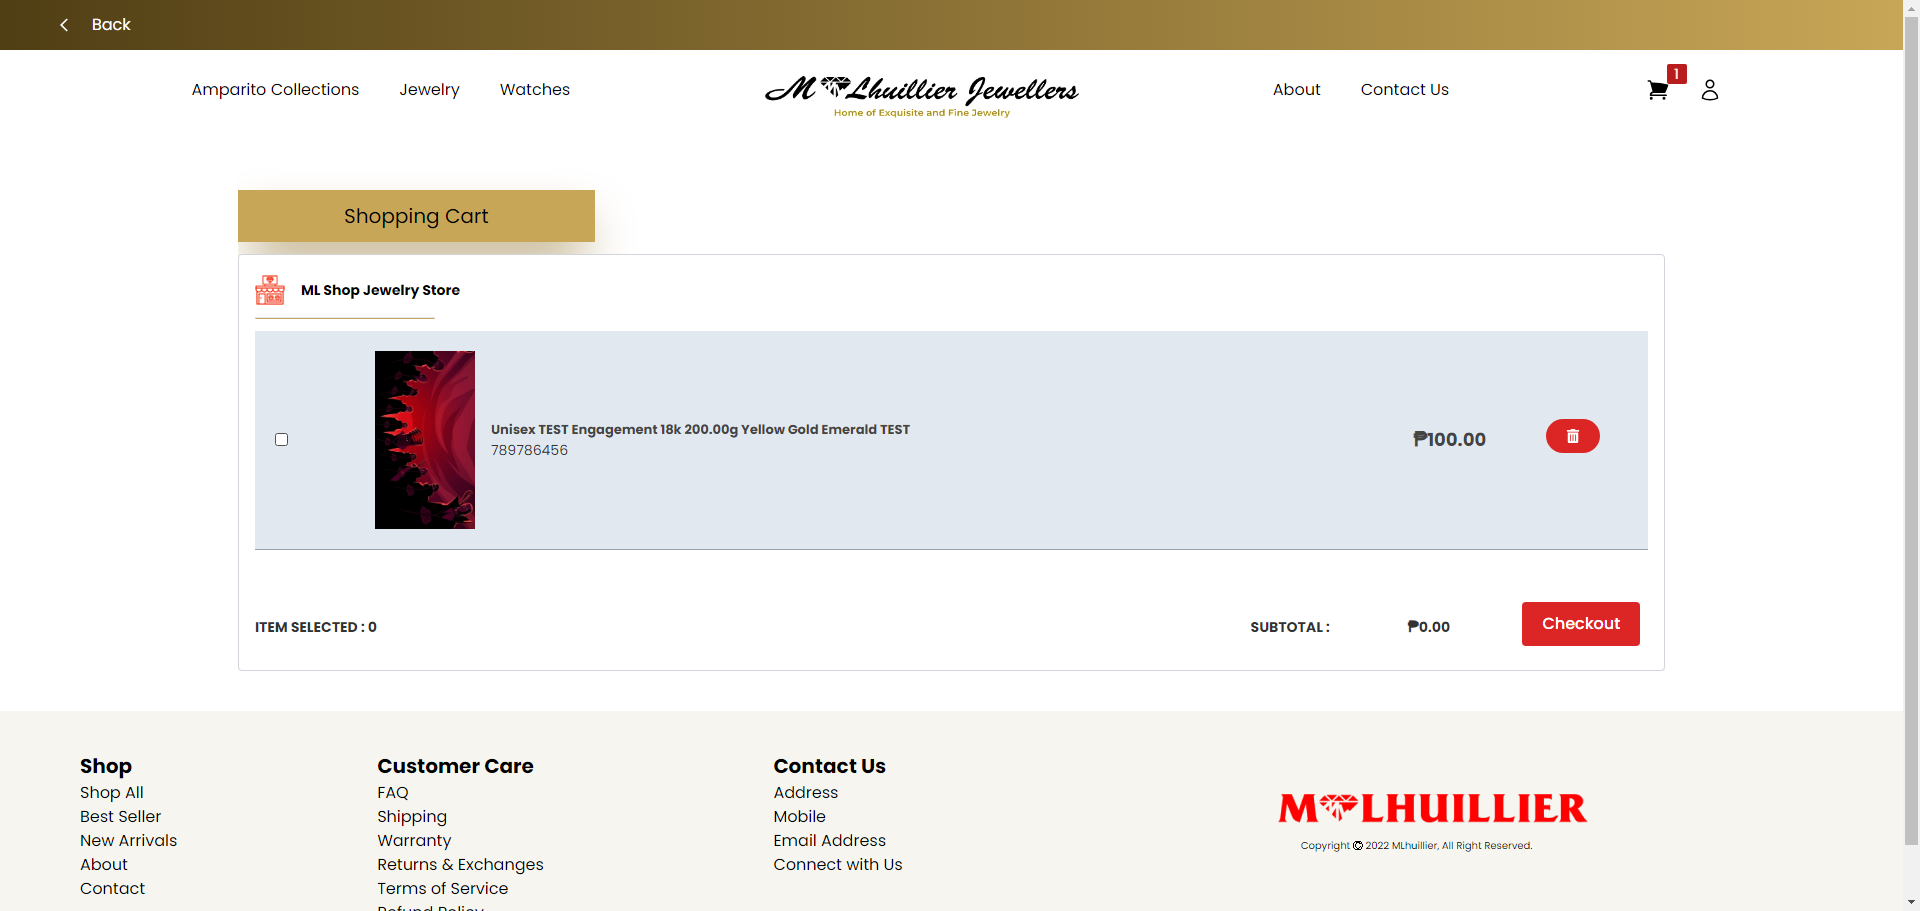 Back
Amparito Collections Jewelry Watches
M Lhuillier Jewellers
Home of Exquisite and Fine Jewelry
About Contact Us
1
Shopping Cart
ML Shop Jewelry Store
Unisex TEST Engagement 18k 200.00g Yellow Gold Emerald TEST
789786456
₱100.00
ITEM SELECTED : 0
SUBTOTAL : ₱0.00
Checkout
Shop
Shop All
Best Seller
New Arrivals
About
Contact
Customer Care
FAQ
Shipping
Warranty
Returns & Exchanges
Terms of Service
Refund Policy
Contact Us
Address
Mobile
Email Address
Connect with Us
M LHUILLIER
Copyright © 2022 MLhuillier, All Right Reserved.